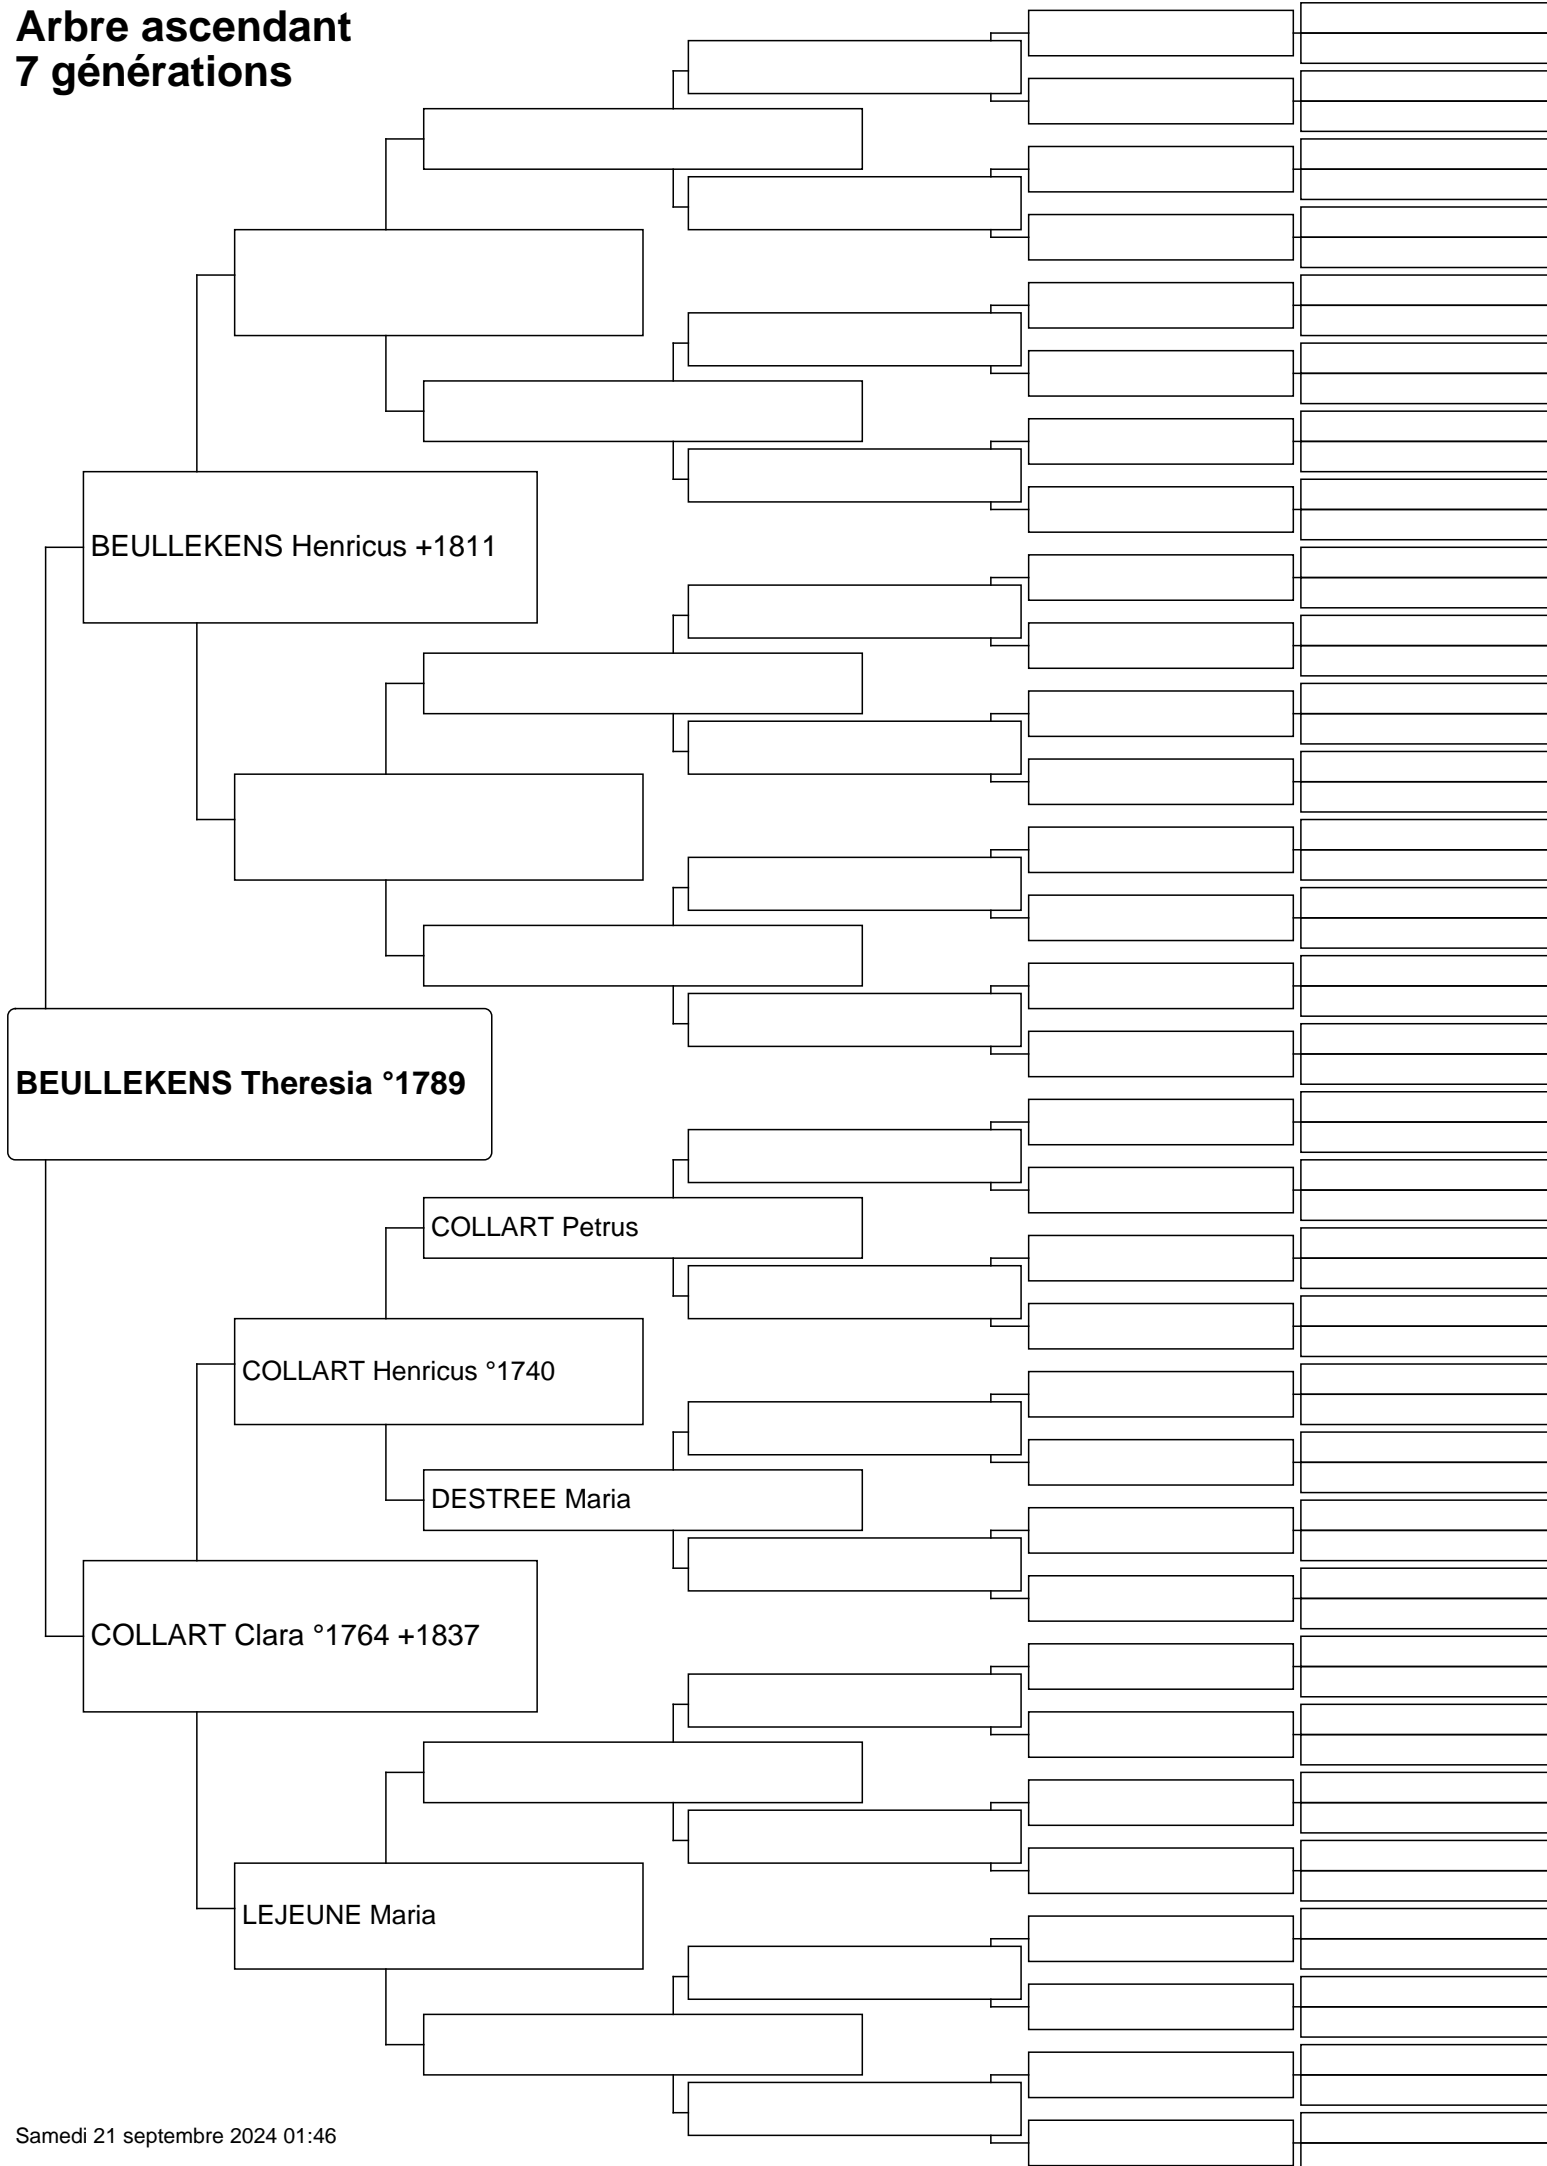 Arbre ascendant
7 générations
BEULLEKENS Henricus +1811
BEULLEKENS Theresia °1789
COLLART Petrus
COLLART Henricus °1740
DESTREE Maria
COLLART Clara °1764 +1837
LEJEUNE Maria
Samedi 21 septembre 2024 01:46